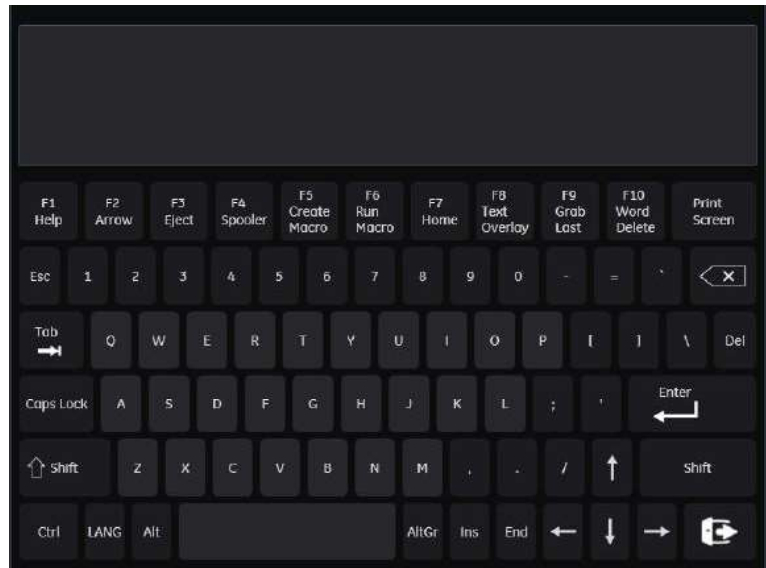 F1 Help F2 Arrow F3 Eject F4 Spooler F5 Create Macro F6 Run Macro F7 Home F8 Text Overlay F9 Grab Last F10 Word Delete Print Screen
Esc 1 2 3 4 5 6 7 8 9 0 - = `
Tab Q W E R T Y U I O P [ ] \ Del
Caps Lock A S D F G H J K L ; ' Enter
Shift Z X C V B N M , . / Shift
Ctrl LANG Alt AltGr Ins End